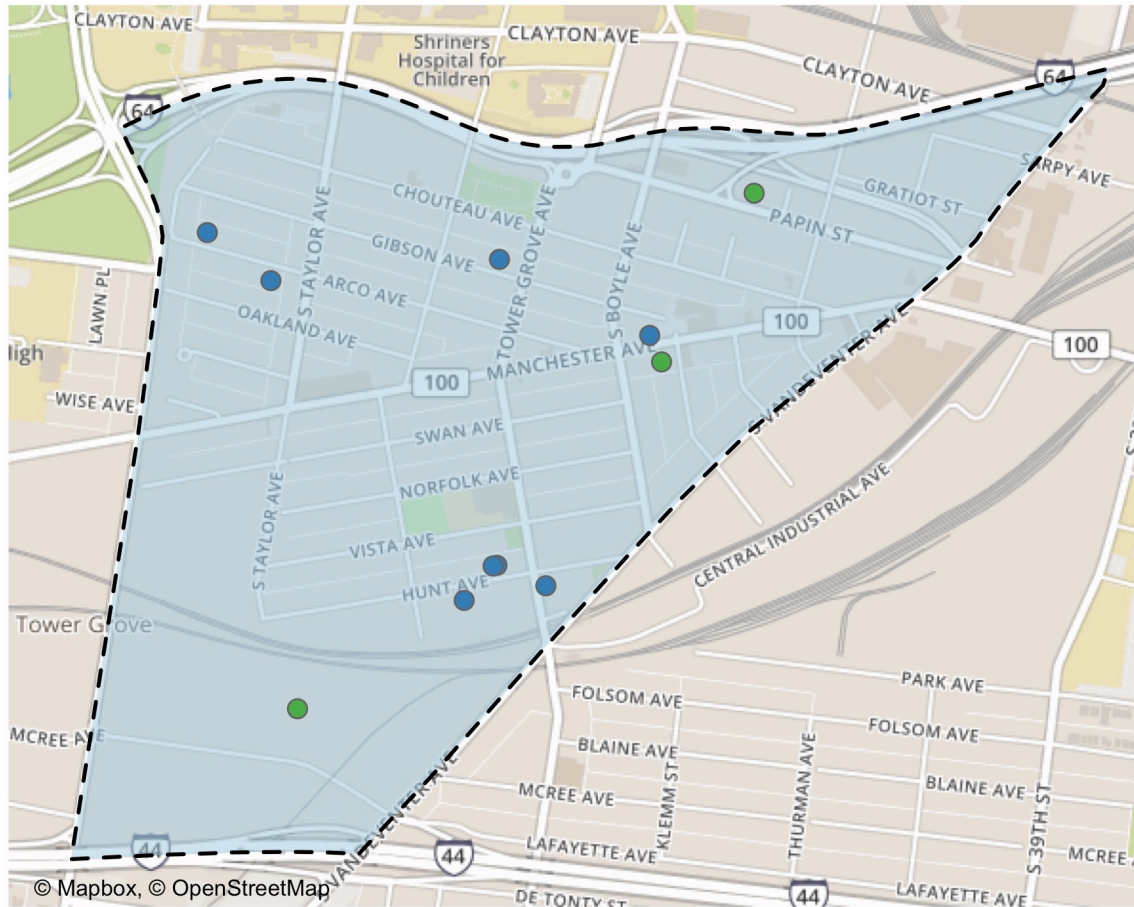 CLAYTON AVE
Shriners
Hospital for
Children
CLAYTON AVE
CLAYTON AVE
64
64
SARPY AVE
GRATIOT ST
PAPIN ST
CHOUTEAU AVE
GIBSON AVE
S TAYLOR AVE
TOWER GROVE AVE
S BOYLE AVE
ARCO AVE
OAKLAND AVE
LAWN PL
100
100
100
MANCHESTER AVE
S VANDEVENTER AVE
WISE AVE
SWAN AVE
NORFOLK AVE
S TAYLOR AVE
VISTA AVE
HUNT AVE
CENTRAL INDUSTRIAL AVE
Tower Grove
PARK AVE
FOLSOM AVE
FOLSOM AVE
MCREE AVE
BLAINE AVE
BLAINE AVE
KLEMM ST
THURMAN AVE
S 39TH ST
MCREE AVE
S VANDEVENTER AVE
44
44
LAFAYETTE AVE
MCREE
44
LAFAYETTE AVE
DE TONTY ST
© Mapbox, © OpenStreetMap